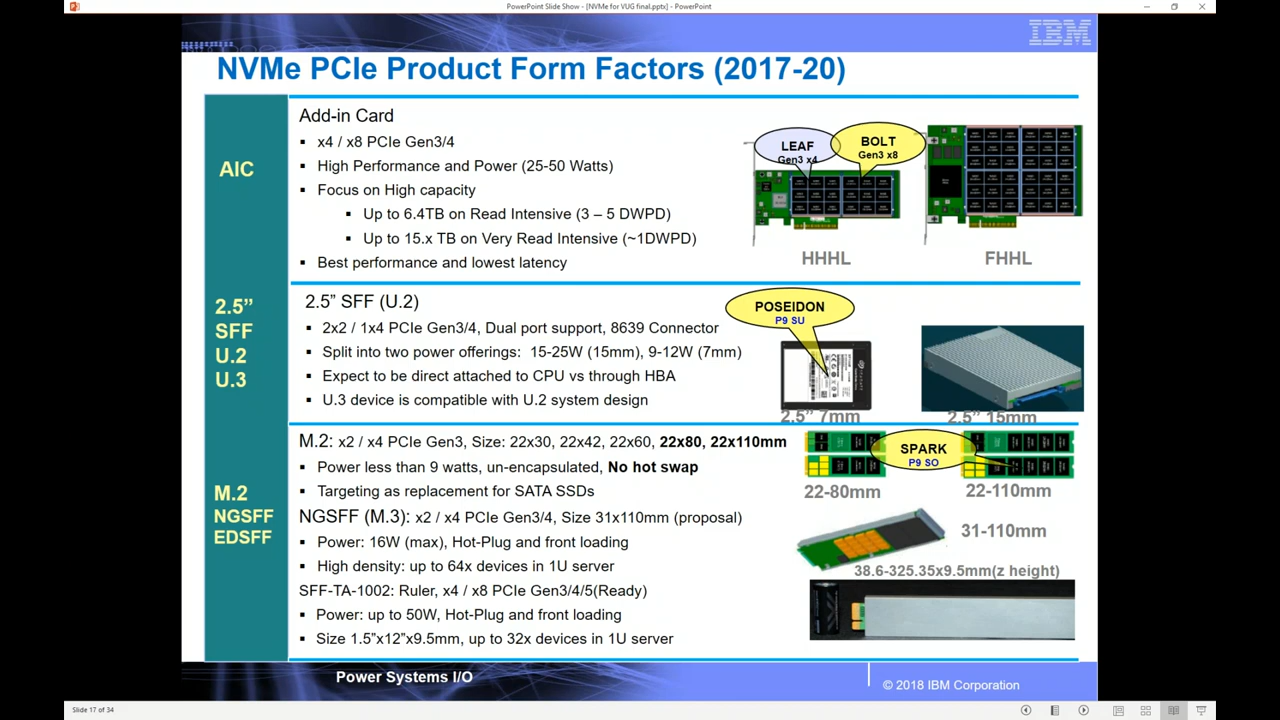 PowerPoint Slide Show - [NVMe for VUG final.pptx] - PowerPoint
IBM
NVMe PCIe Product Form Factors (2017-20)
AIC
Add-in Card
▪ x4 / x8 PCIe Gen3/4
▪ High Performance and Power (25-50 Watts)
▪ Focus on High capacity
▪ Up to 6.4TB on Read Intensive (3 – 5 DWPD)
▪ Up to 15.x TB on Very Read Intensive (~1DWPD)
▪ Best performance and lowest latency
LEAF
Gen3 x4
BOLT
Gen3 x8
HHHL
FHHL
2.5”
SFF
U.2
U.3
2.5” SFF (U.2)
▪ 2x2 / 1x4 PCIe Gen3/4, Dual port support, 8639 Connector
▪ Split into two power offerings: 15-25W (15mm), 9-12W (7mm)
▪ Expect to be direct attached to CPU vs through HBA
▪ U.3 device is compatible with U.2 system design
POSEIDON
P9 SU
2.5” 7mm
2.5” 15mm
M.2
NGSFF
EDSFF
M.2: x2 / x4 PCIe Gen3, Size: 22x30, 22x42, 22x60, 22x80, 22x110mm
▪ Power less than 9 watts, un-encapsulated, No hot swap
▪ Targeting as replacement for SATA SSDs
NGSFF (M.3): x2 / x4 PCIe Gen3/4, Size 31x110mm (proposal)
▪ Power: 16W (max), Hot-Plug and front loading
▪ High density: up to 64x devices in 1U server
SFF-TA-1002: Ruler, x4 / x8 PCIe Gen3/4/5(Ready)
▪ Power: up to 50W, Hot-Plug and front loading
▪ Size 1.5”x12”x9.5mm, up to 32x devices in 1U server
SPARK
P9 SO
22-80mm
22-110mm
31-110mm
38.6-325.35x9.5mm(z height)
Power Systems I/O
© 2018 IBM Corporation
Slide 17 of 34